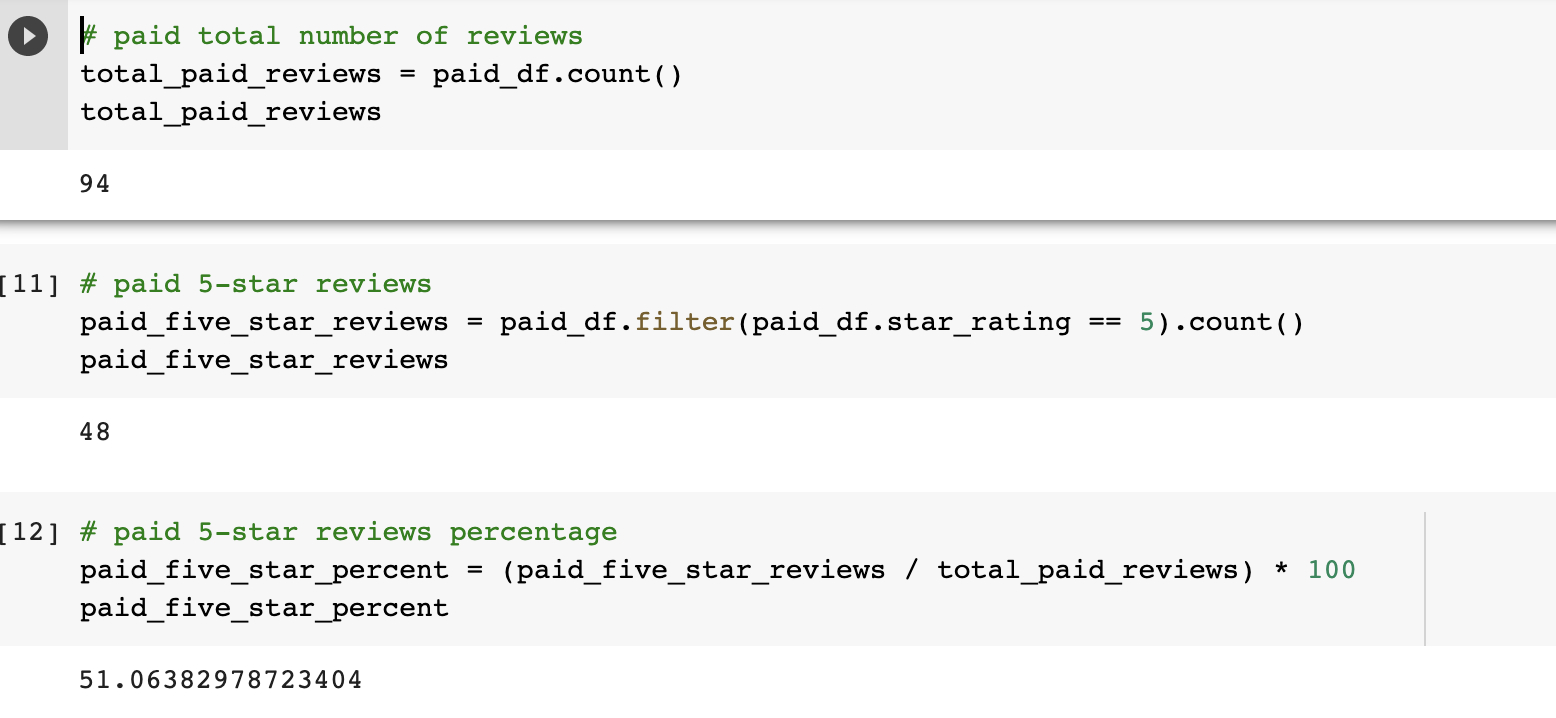 # paid total number of reviews
total_paid_reviews = paid_df.count()
total_paid_reviews
94
[11] # paid 5-star reviews
paid_five_star_reviews = paid_df.filter(paid_df.star_rating == 5).count()
paid_five_star_reviews
48
[12] # paid 5-star reviews percentage
paid_five_star_percent = (paid_five_star_reviews / total_paid_reviews) * 100
paid_five_star_percent
51.06382978723404